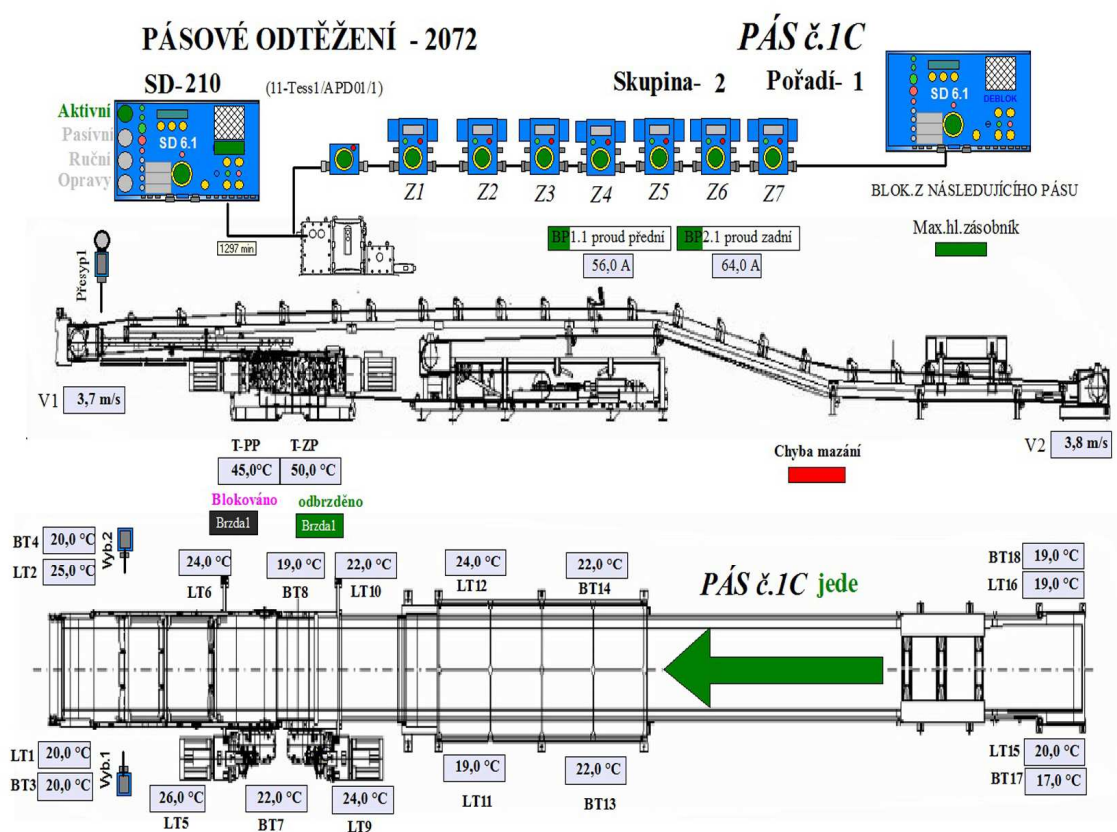 PÁSOVÉ ODTĚŽENÍ - 2072
PÁS č.1C
SD-210
(11-Tess1/APD01/1)
Skupina- 2
Pořadí- 1
Aktivní
Pasivní
Ruční
Opravy
SD 6.1
SD 6.1
DEBLOK
Z1
Z2
Z3
Z4
Z5
Z6
Z7
BLOK.Z NÁSLEDUJÍCÍHO PÁSU
Max.hl.zásobník
1297 min
BP1.1 proud přední
BP2.1 proud zadní
56,0 A
64,0 A
Přesyp1
V1 3,7 m/s
V2 3,8 m/s
T-PP
T-ZP
45,0°C
50,0 °C
Chyba mazání
Blokováno
odbrzděno
Brzda1
Brzda1
BT4 20,0 °C
LT2 25,0 °C
Vyb.2
24,0 °C
LT6
19,0 °C
BT8
22,0 °C
LT10
24,0 °C
LT12
22,0 °C
BT14
PÁS č.1C jede
BT18 19,0 °C
LT16 19,0 °C
LT1 20,0 °C
BT3 20,0 °C
Vyb.1
26,0 °C
LT5
22,0 °C
BT7
24,0 °C
LT9
19,0 °C
LT11
22,0 °C
BT13
LT15 20,0 °C
BT17 17,0 °C